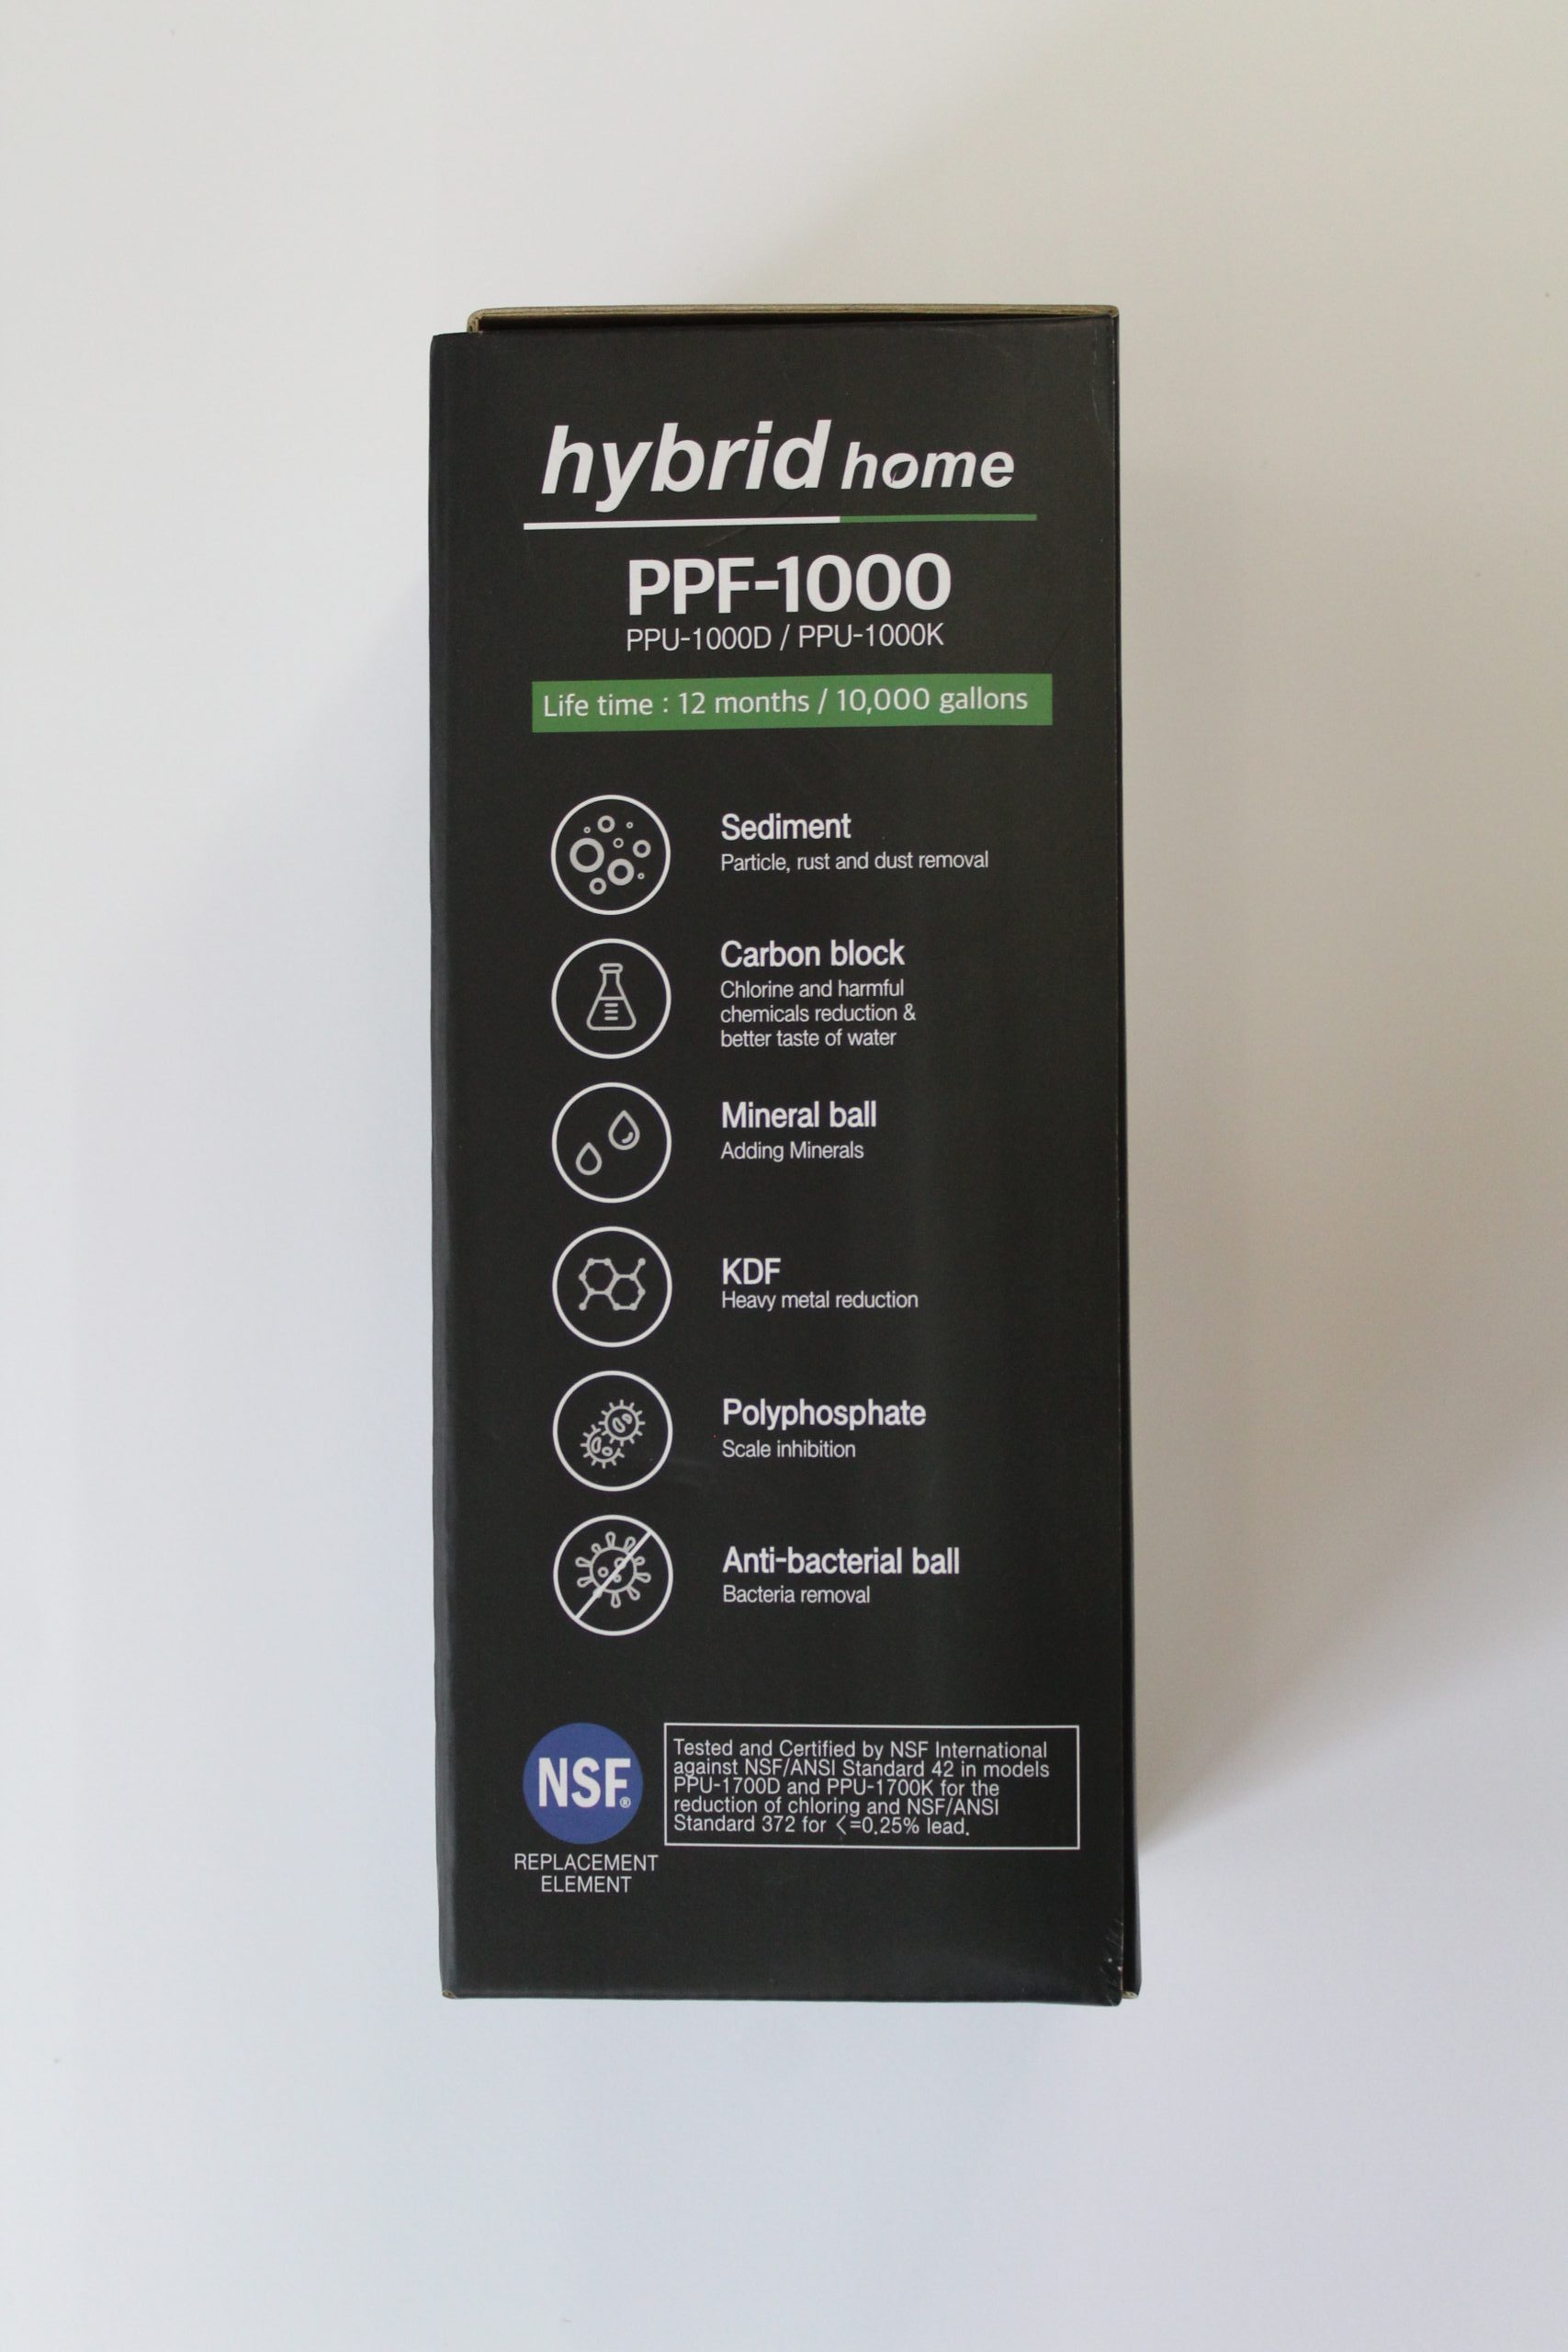 hybrid home
PPF-1000
PPU-1000D / PPU-1000K
Life time : 12 months / 10,000 gallons
Sediment
Particle, rust and dust removal
Carbon block
Chlorine and harmful
chemicals reduction &
better taste of water
Mineral ball
Adding Minerals
KDF
Heavy metal reduction
Polyphosphate
Scale inhibition
Anti-bacterial ball
Bacteria removal
NSF®
REPLACEMENT
ELEMENT
Tested and Certified by NSF International
against NSF/ANSI Standard 42 in models
PPU-1700D and PPU-1700K for the
reduction of chloring and NSF/ANSI
Standard 372 for <=0.25% lead.